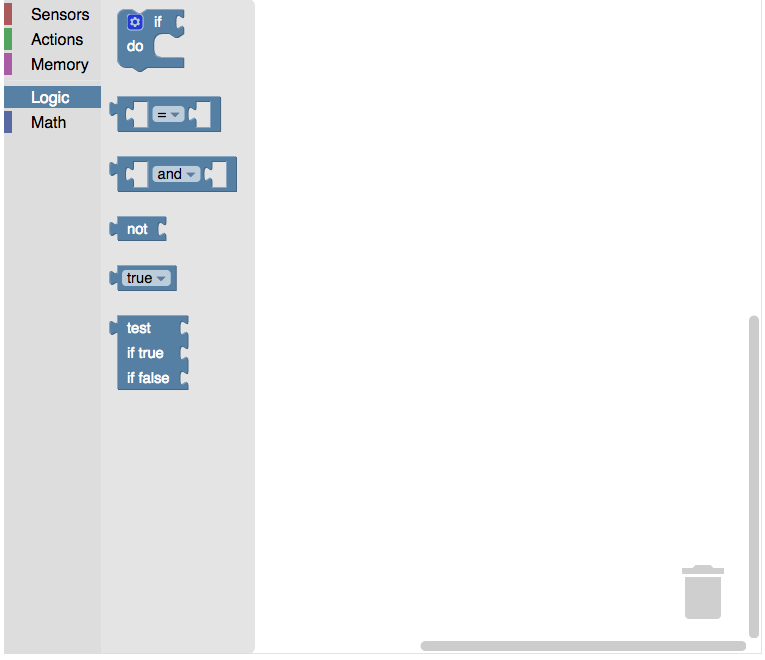 Sensors
Actions
Memory
Logic
Math
if
do
=
and
not
true
test
if true
if false